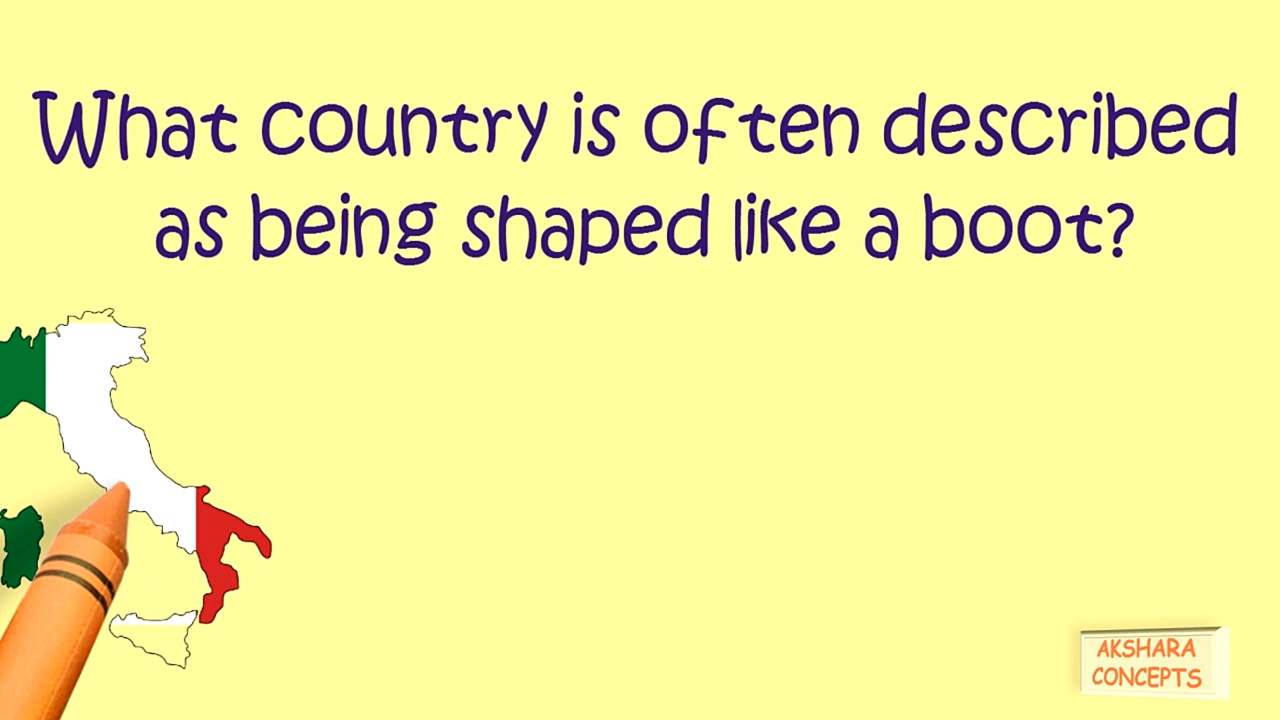 What country is often described
as being shaped like a boot?
AKSHARA
CONCEPTS